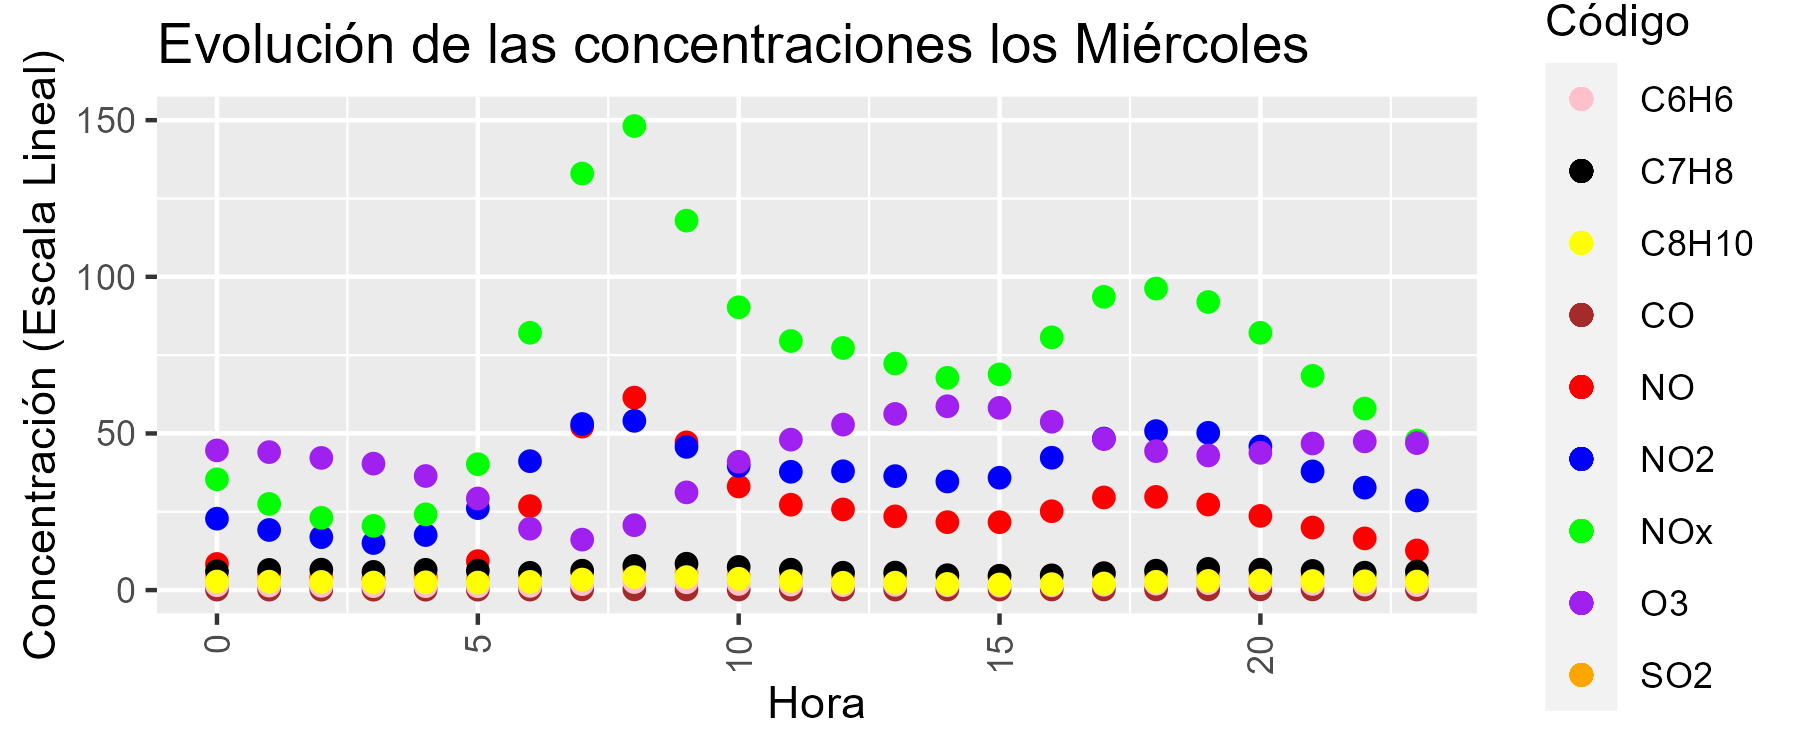 Evolución de las concentraciones los Miércoles
Concentración (Escala Lineal)
150
100
50
0
0
5
10
15
20
Hora
Código
C6H6
C7H8
C8H10
CO
NO
NO2
NOx
O3
SO2